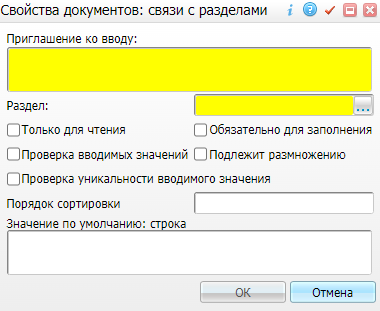 Свойства документов: связи с разделами
Приглашение ко вводу:
Раздел:
...
Только для чтения
Обязательно для заполнения
Проверка вводимых значений
Подлежит размножению
Проверка уникальности вводимого значения
Порядок сортировки
Значение по умолчанию: строка
ОК
Отмена